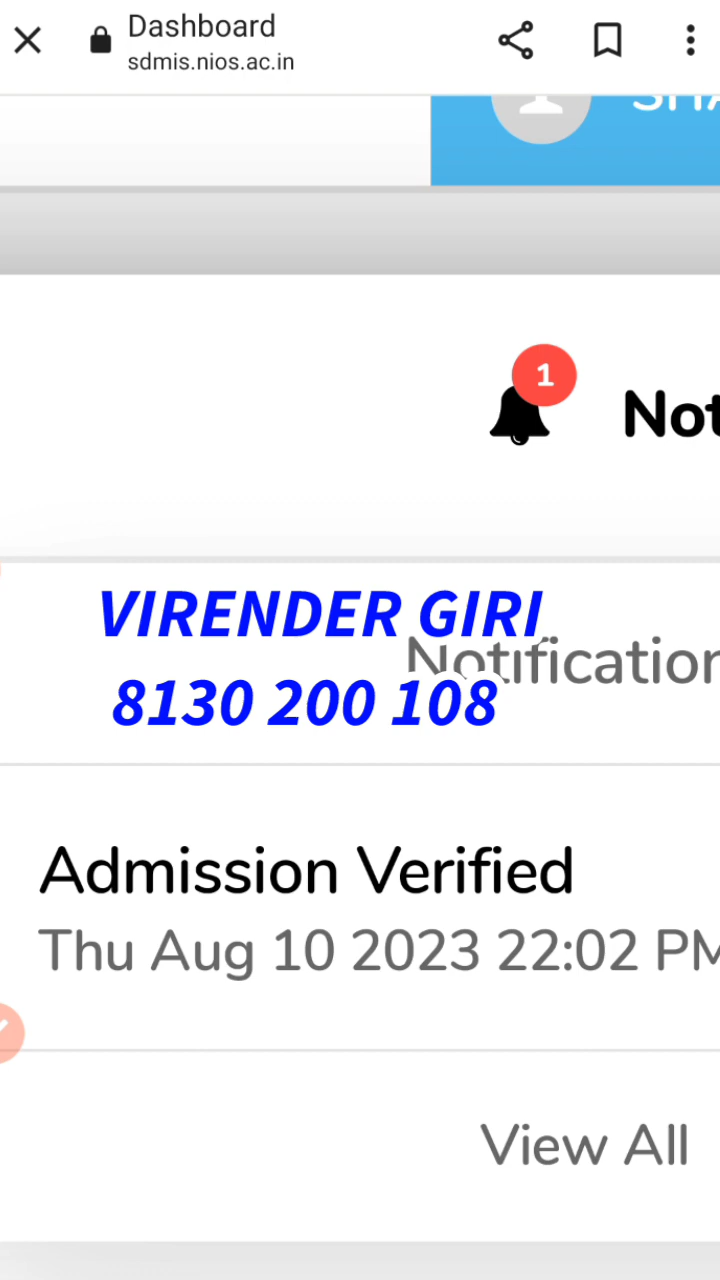 Dashboard
sdmis.nios.ac.in
1
VIRENDER GIRI
Notification
8130 200 108
Admission Verified
Thu Aug 10 2023 22:02 PM
View All